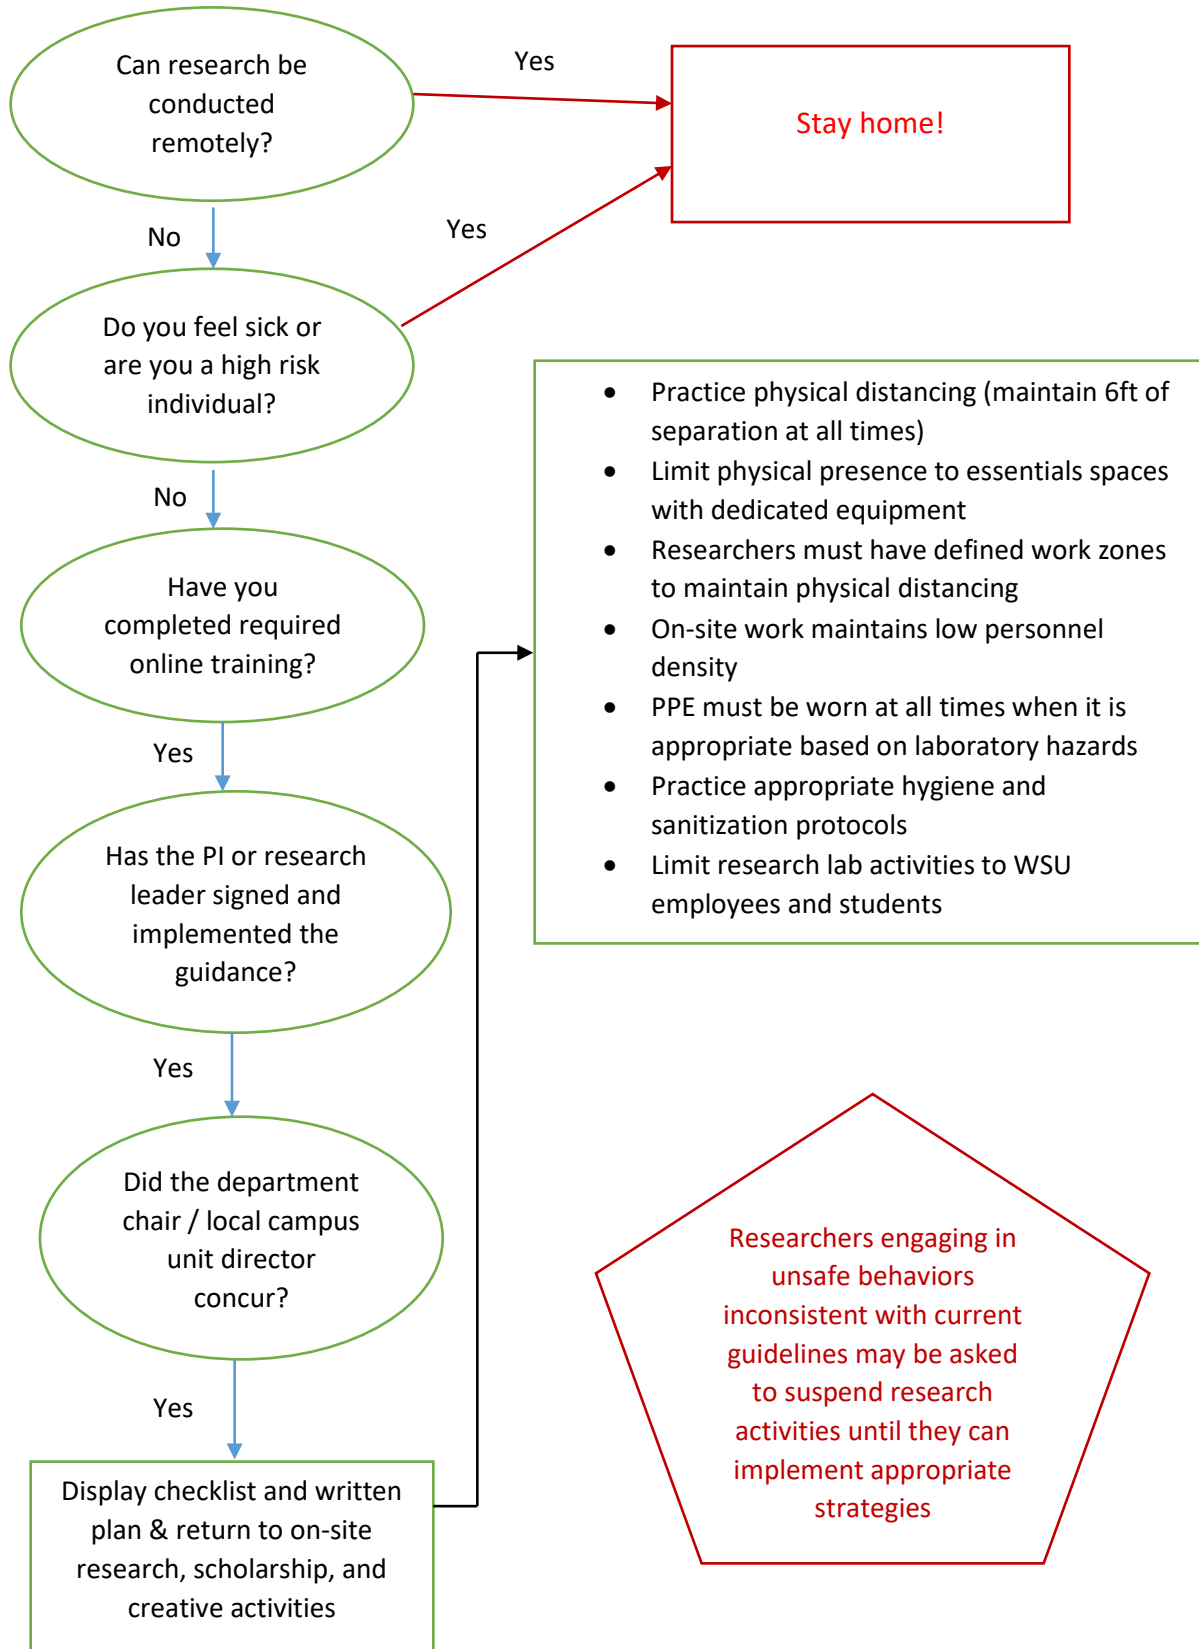 Can research be
conducted
remotely?
Yes
Stay home!
No
Yes
Do you feel sick or
are you a high risk
individual?
No
Have you
completed required
online training?
Yes
Has the PI or research
leader signed and
implemented the
guidance?
Yes
Did the department
chair / local campus
unit director
concur?
Yes
Display checklist and written
plan & return to on-site
research, scholarship, and
creative activities
• Practice physical distancing (maintain 6ft of
separation at all times)
• Limit physical presence to essentials spaces
with dedicated equipment
• Researchers must have defined work zones
to maintain physical distancing
• On-site work maintains low personnel
density
• PPE must be worn at all times when it is
appropriate based on laboratory hazards
• Practice appropriate hygiene and
sanitization protocols
• Limit research lab activities to WSU
employees and students
Researchers engaging in
unsafe behaviors
inconsistent with current
guidelines may be asked
to suspend research
activities until they can
implement appropriate
strategies